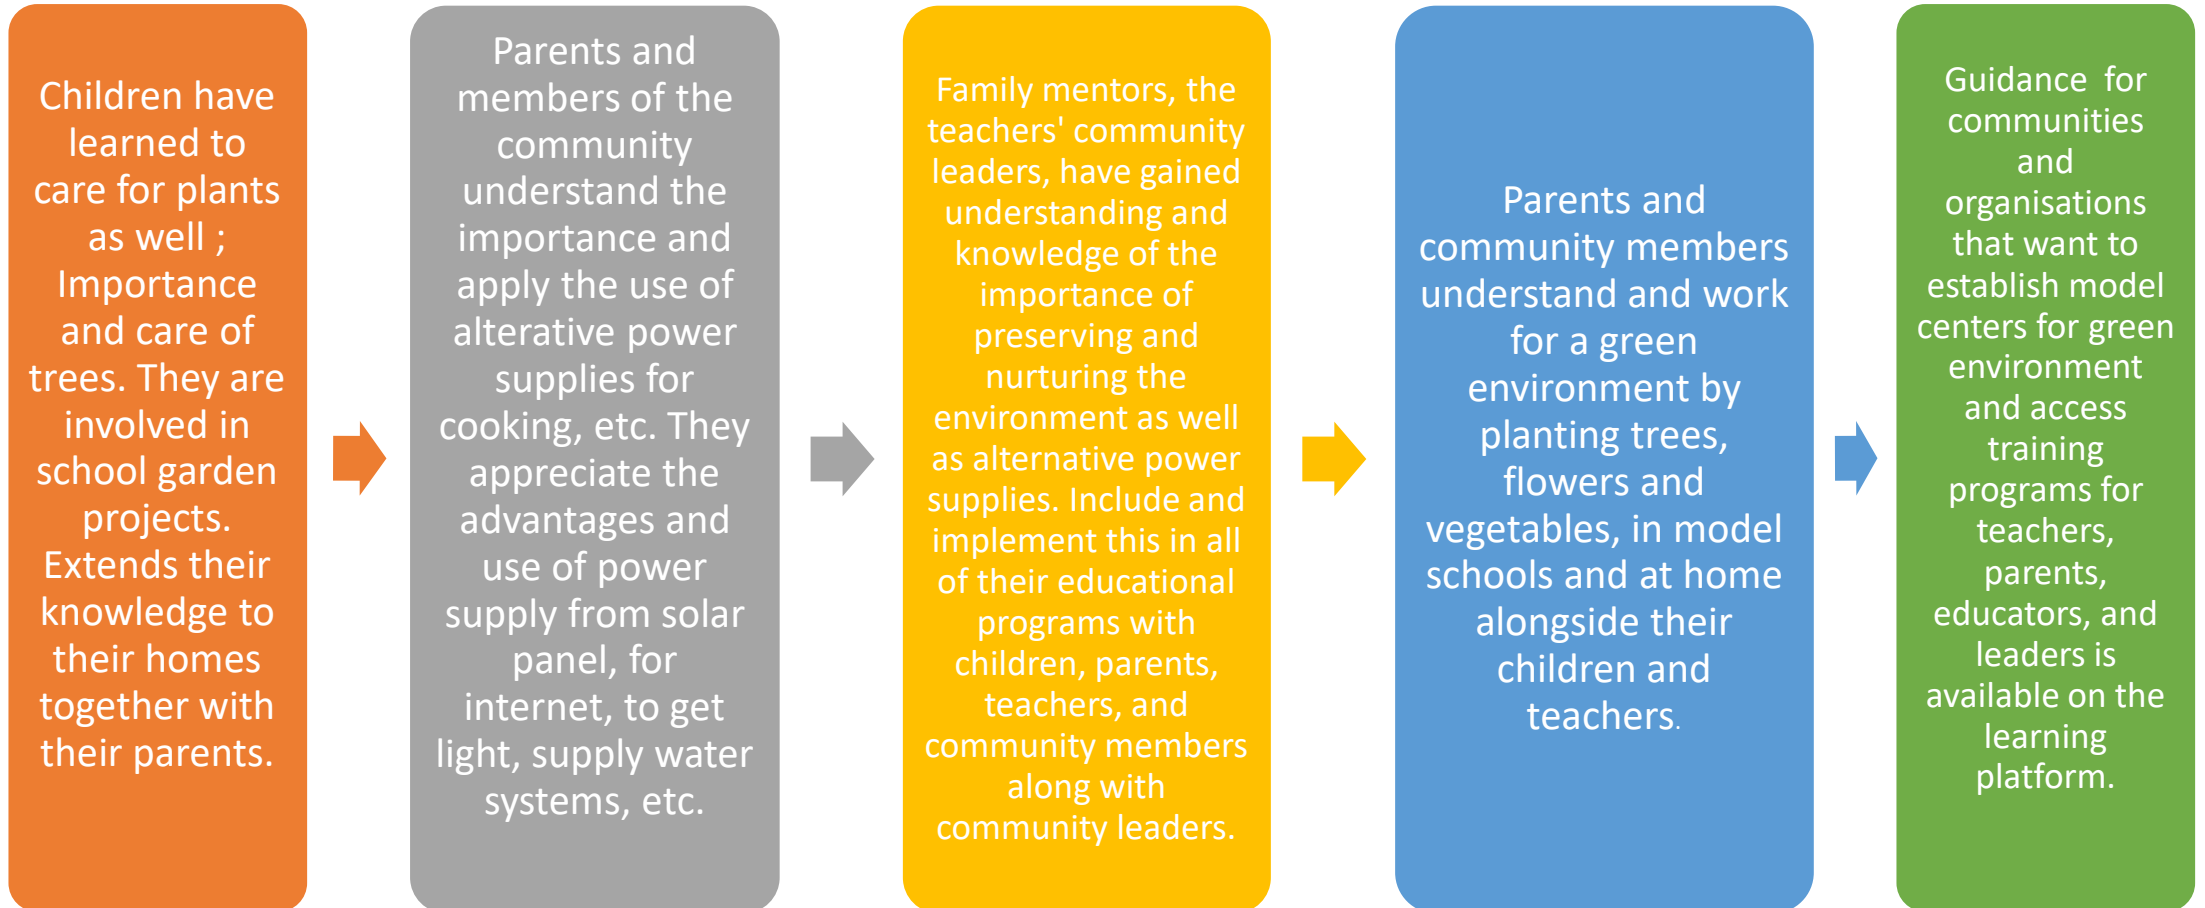 Children have
learned to
care for plants
as well ;
Importance
and care of
trees. They are
involved in
school garden
projects.
Extends their
knowledge to
their homes
together with
their parents.
Parents and
members of the
community
understand the
importance and
apply the use of
alterative power
supplies for
cooking, etc. They
appreciate the
advantages and
use of power
supply from solar
panel, for
internet, to get
light, supply water
systems, etc.
Family mentors, the
teachers' community
leaders, have gained
understanding and
knowledge of the
importance of
preserving and
nurturing the
environment as well
as alternative power
supplies. Include and
implement this in all
of their educational
programs with
children, parents,
teachers, and
community members
along with
community leaders.
Parents and
community members
understand and work
for a green
environment by
planting trees,
flowers and
vegetables, in model
schools and at home
alongside their
children and
teachers.
Guidance  for
communities
and
organisations
that want to
establish model
centers for green
environment
and access
training
programs for
teachers,
parents,
educators, and
leaders is
available on the
learning
platform.